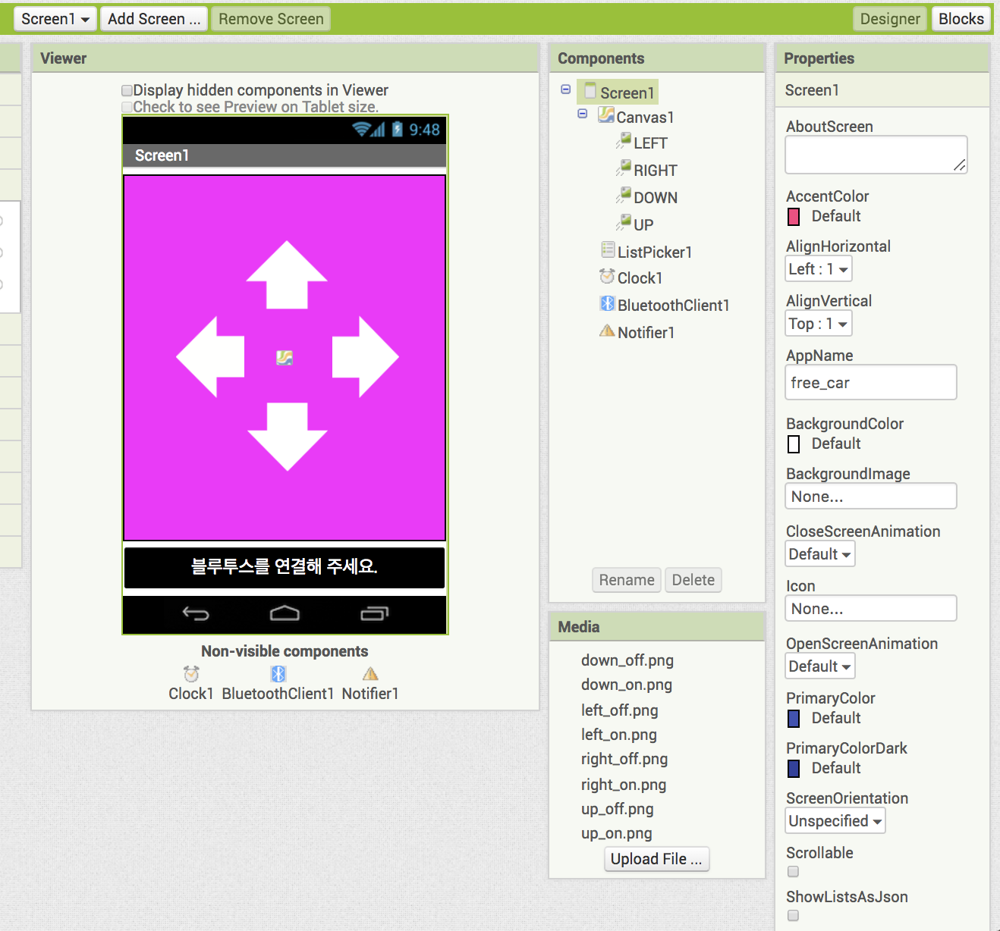 Screen1
Add Screen ...
Remove Screen
Designer
Blocks
Viewer
Display hidden components in Viewer
Check to see Preview on Tablet size.
9:48
Screen1
블루투스를 연결해 주세요.
Non-visible components
Clock1
BluetoothClient1
Notifier1
Components
Screen1
Canvas1
LEFT
RIGHT
DOWN
UP
ListPicker1
Clock1
BluetoothClient1
Notifier1
Rename
Delete
Media
down_off.png
down_on.png
left_off.png
left_on.png
right_off.png
right_on.png
up_off.png
up_on.png
Upload File ...
Properties
Screen1
AboutScreen
AccentColor
Default
AlignHorizontal
Left : 1
AlignVertical
Top : 1
AppName
free_car
BackgroundColor
Default
BackgroundImage
None...
CloseScreenAnimation
Default
Icon
None...
OpenScreenAnimation
Default
PrimaryColor
Default
PrimaryColorDark
Default
ScreenOrientation
Unspecified
Scrollable
ShowListsAsJson